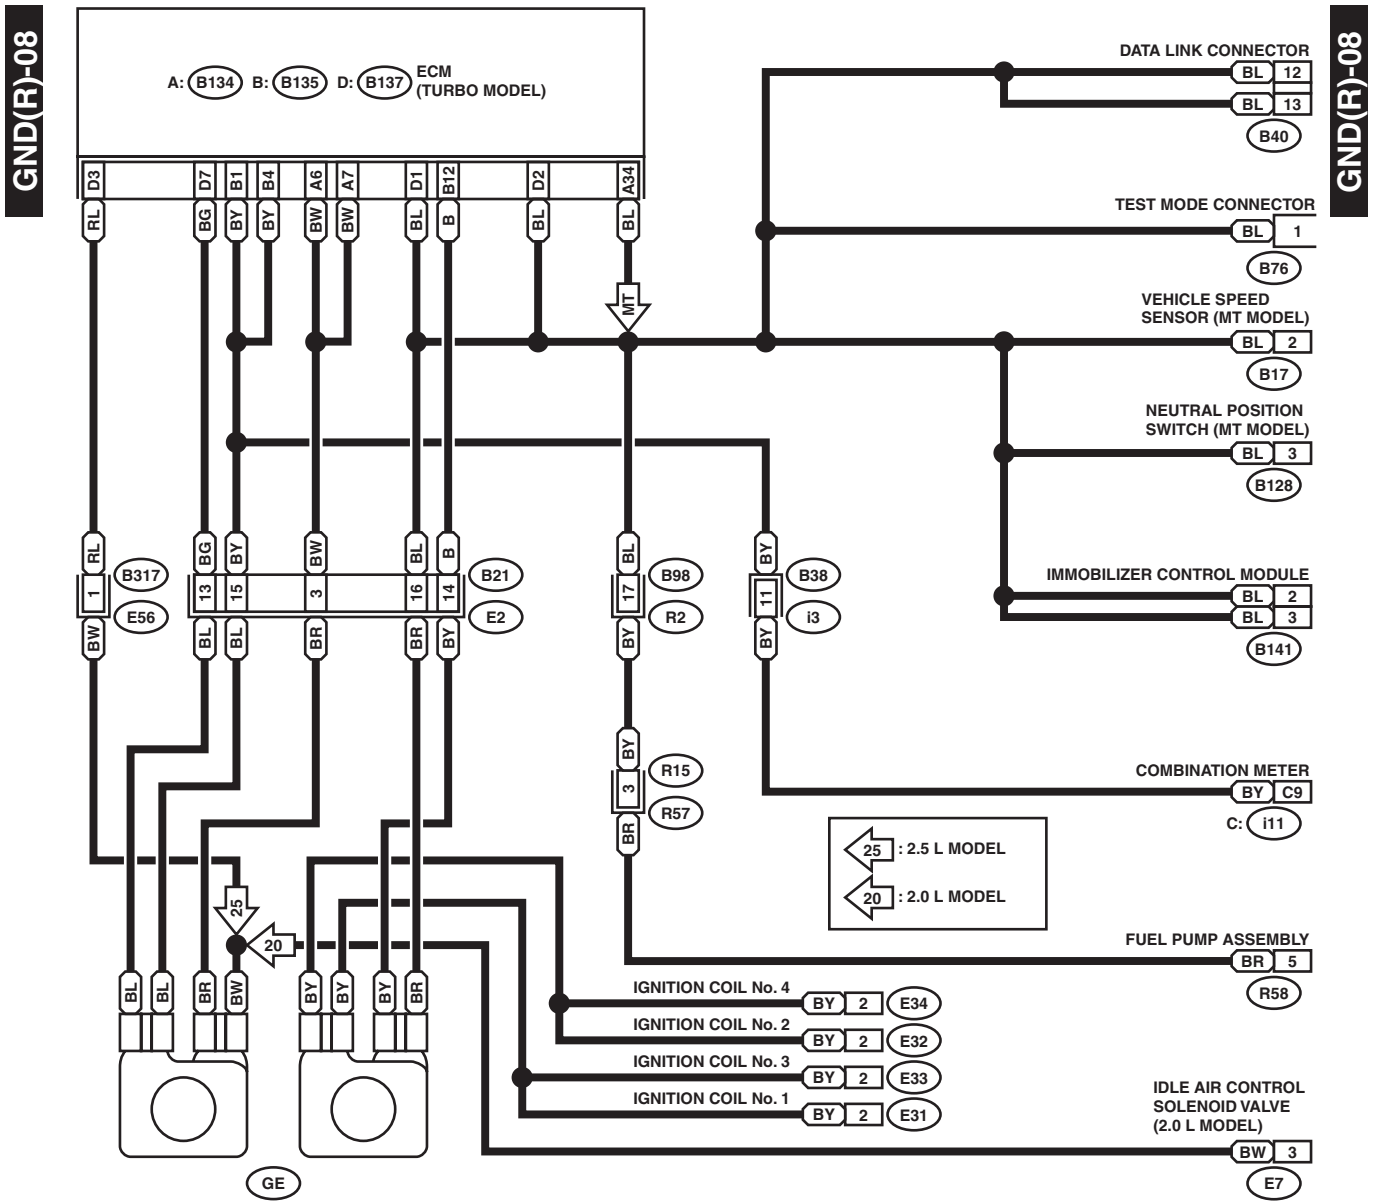 GND(R)-08
GND(R)-08
A: B134 B: B135 D: B137 ECM
(TURBO MODEL)
D3 D7 B1 B4 A6 A7 D1 B12 D2 A34
RL BG BY BY BW BW BL B BL BL
MT
DATA LINK CONNECTOR
BL 12
BL 13
B40
TEST MODE CONNECTOR
BL 1
B76
VEHICLE SPEED
SENSOR (MT MODEL)
BL 2
B17
NEUTRAL POSITION
SWITCH (MT MODEL)
BL 3
B128
RL BG BY BW BL B BL BY
1 B317 13 15 3 16 14 B21 17 B98 11 B38
E56 E2 R2 i3
BW BL BL BR BR BY BY BY
IMMOBILIZER CONTROL MODULE
BL 2
BL 3
B141
BY
3 R15
R57
BR
COMBINATION METER
BY C9
C: i11
25 : 2.5 L MODEL
20 : 2.0 L MODEL
25
20
FUEL PUMP ASSEMBLY
BR 5
R58
BL BL BR BW BY BY BY BR
IGNITION COIL No. 4
BY 2 E34
IGNITION COIL No. 2
BY 2 E32
IGNITION COIL No. 3
BY 2 E33
IGNITION COIL No. 1
BY 2 E31
IDLE AIR CONTROL
SOLENOID VALVE
(2.0 L MODEL)
BW 3
E7
GE